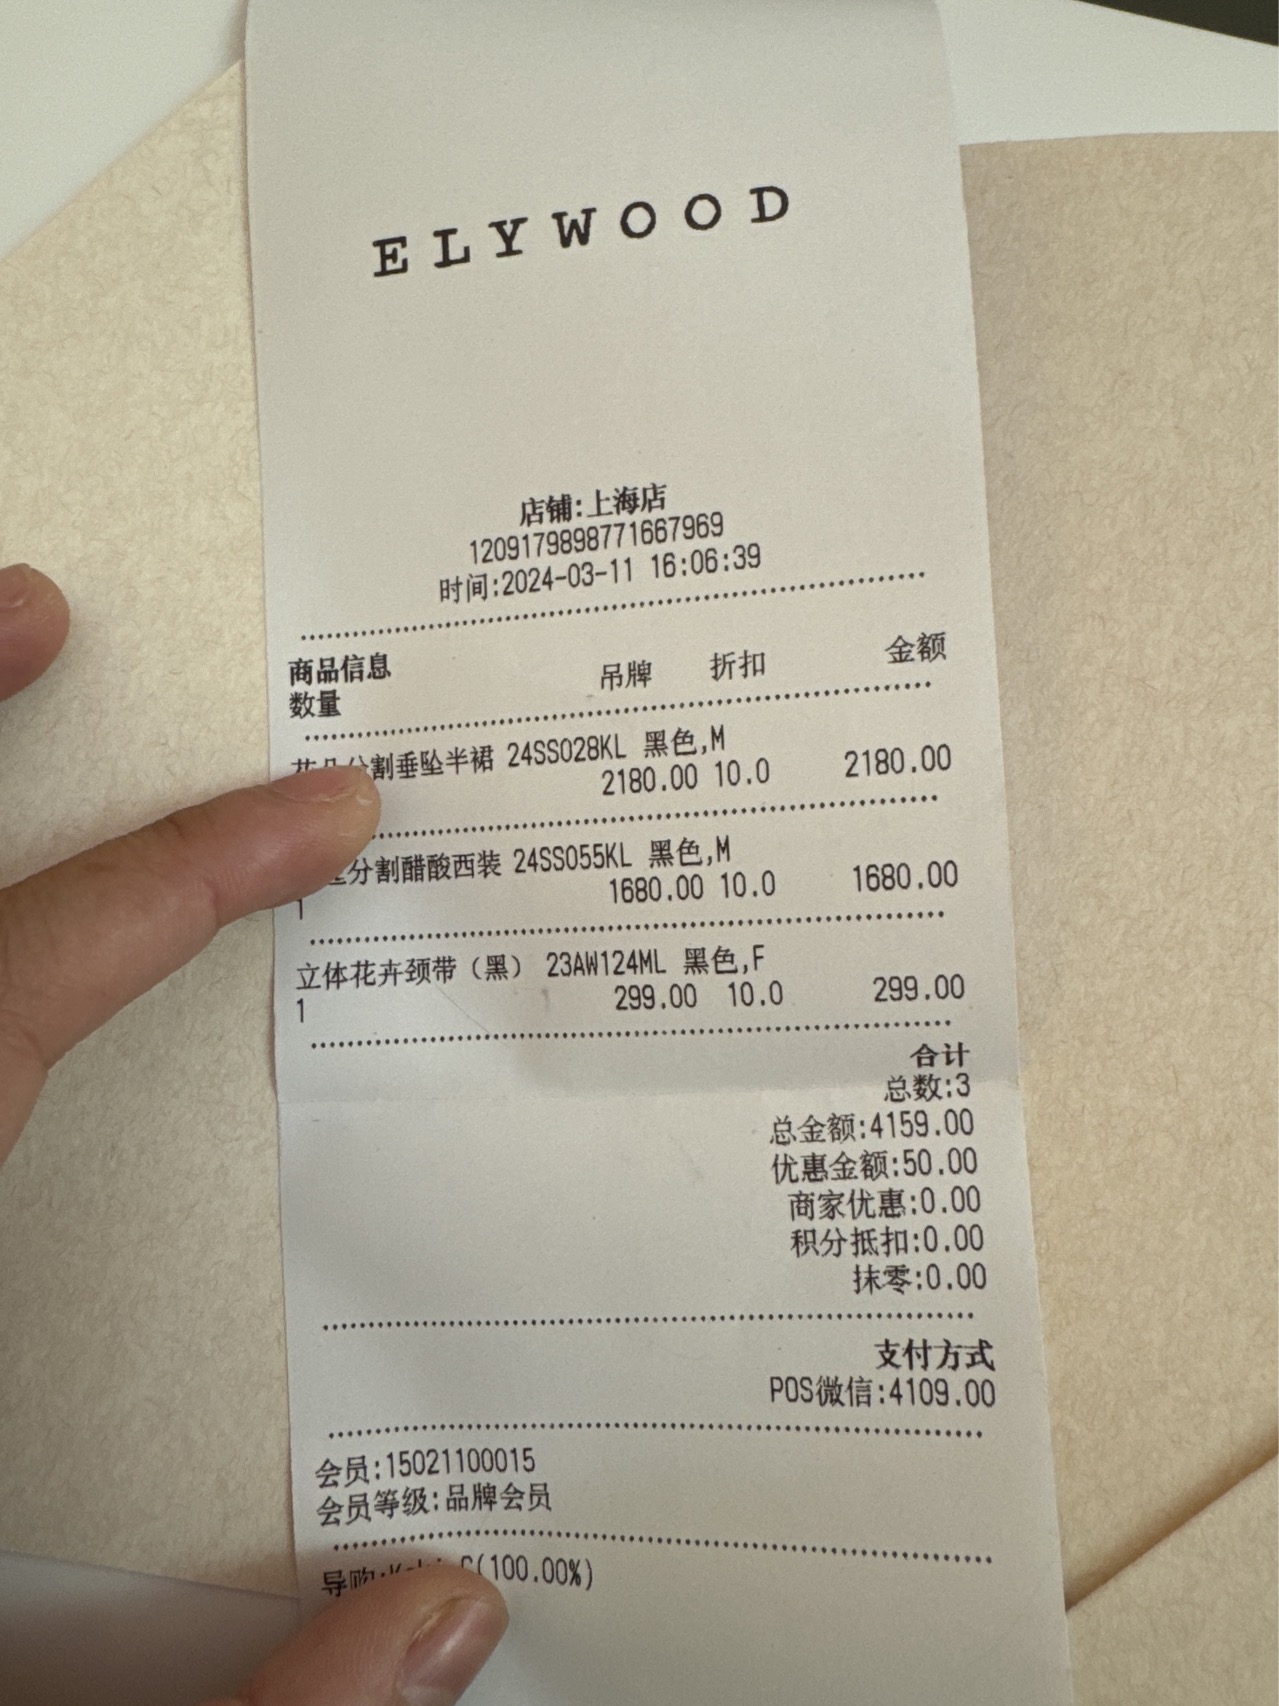 ELYWOOD
店铺:上海店
1209179898771667969
时间:2024-03-11 16:06:39
商品信息 吊牌 折扣 金额
数量
分割垂坠半裙 24SS028KL 黑色,M
2180.00 10.0 2180.00
分割醋酸西装 24SS055KL 黑色,M
1 1680.00 10.0 1680.00
立体花卉颈带（黑） 23AW124ML 黑色,F
1 299.00 10.0 299.00
合计
总数:3
总金额:4159.00
优惠金额:50.00
商家优惠:0.00
积分抵扣:0.00
抹零:0.00
支付方式
POS微信:4109.00
会员:15021100015
会员等级:品牌会员
导购: (100.00%)